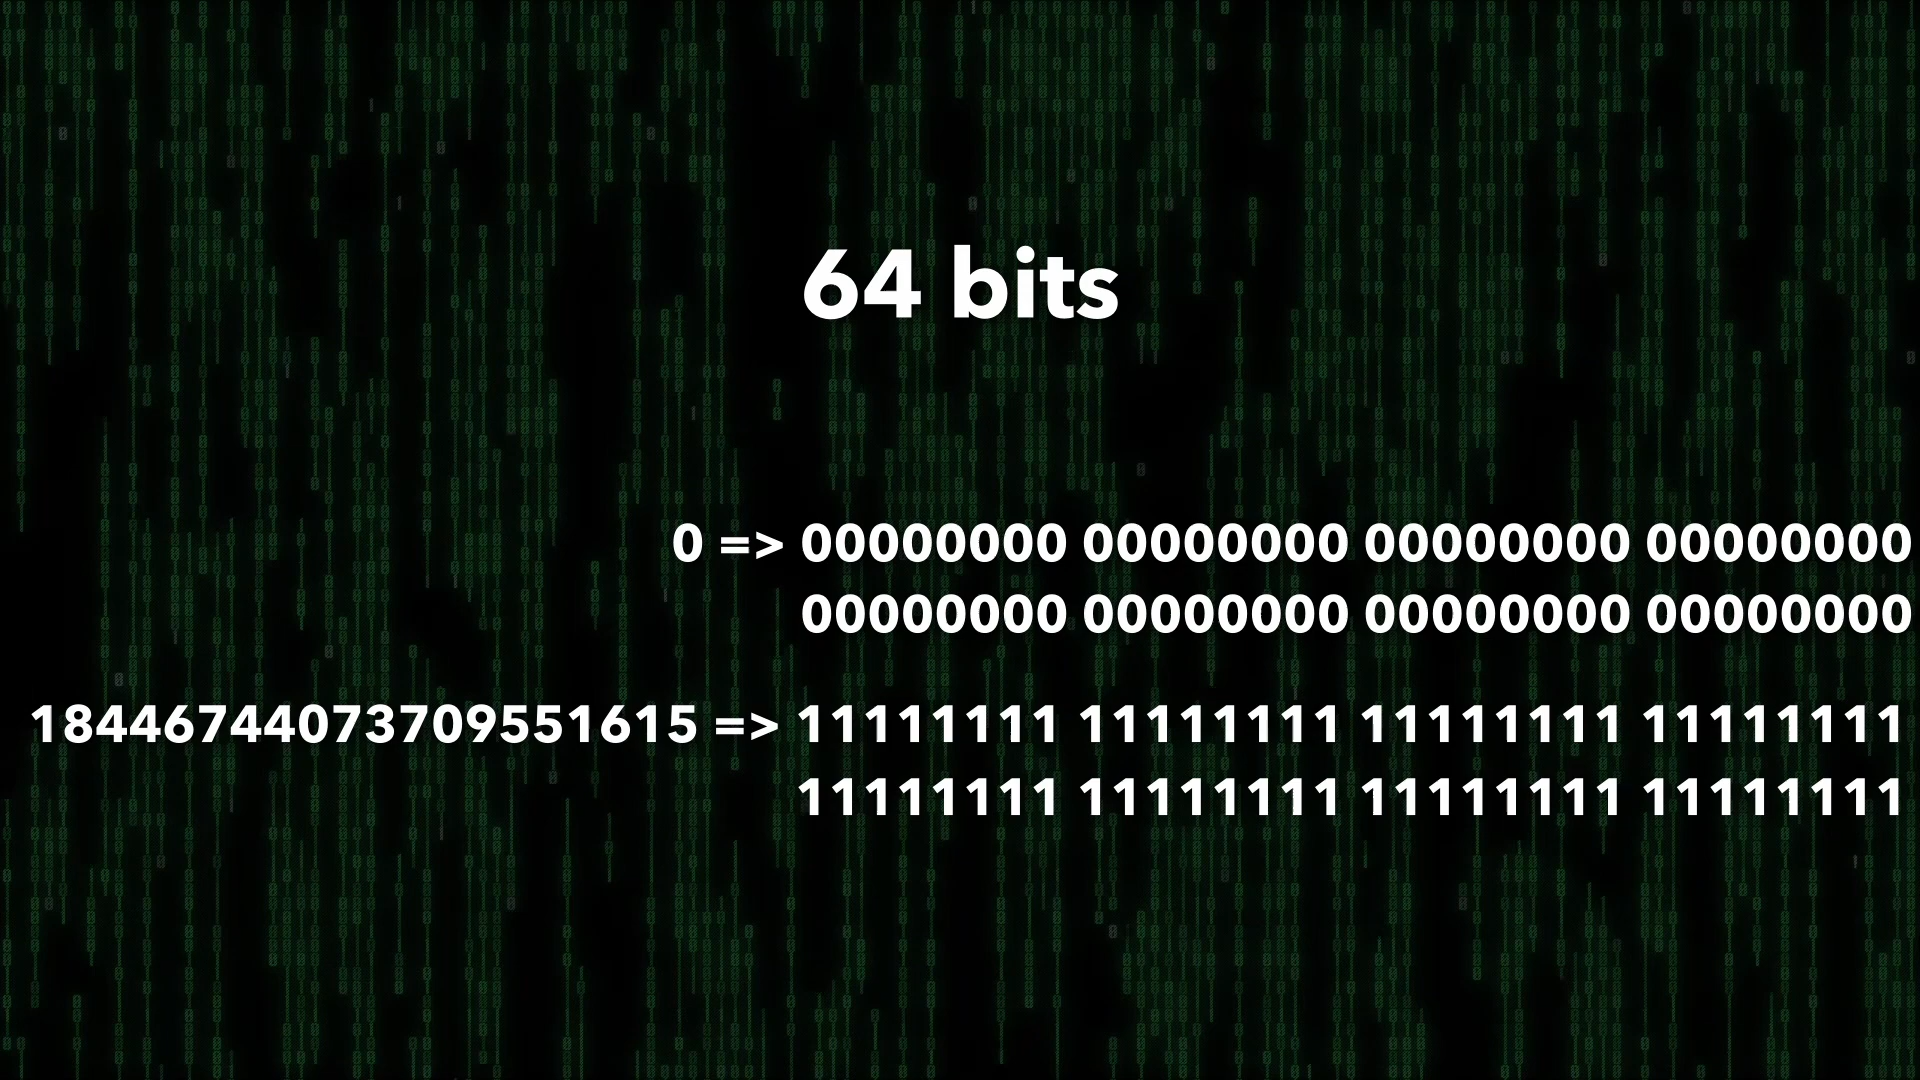 64 bits
0 => 00000000 00000000 00000000 00000000
00000000 00000000 00000000 00000000
18446744073709551615 => 11111111 11111111 11111111 11111111
11111111 11111111 11111111 11111111